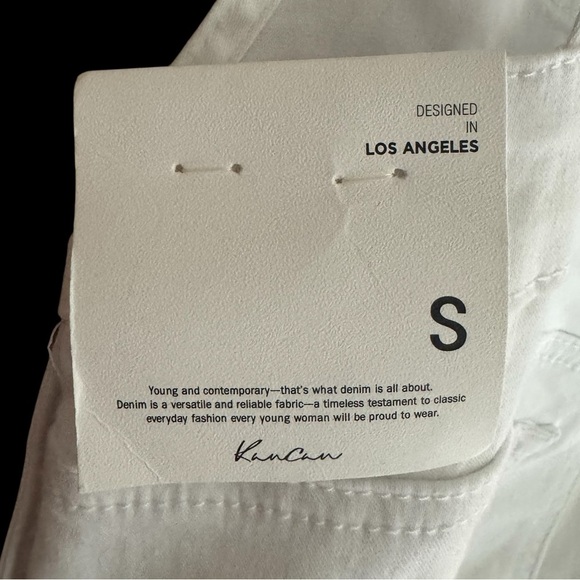 DESIGNED
IN
LOS ANGELES
S
Young and contemporary—that's what denim is all about.
Denim is a versatile and reliable fabric—a timeless testament to classic
everyday fashion every young woman will be proud to wear.
KanCan